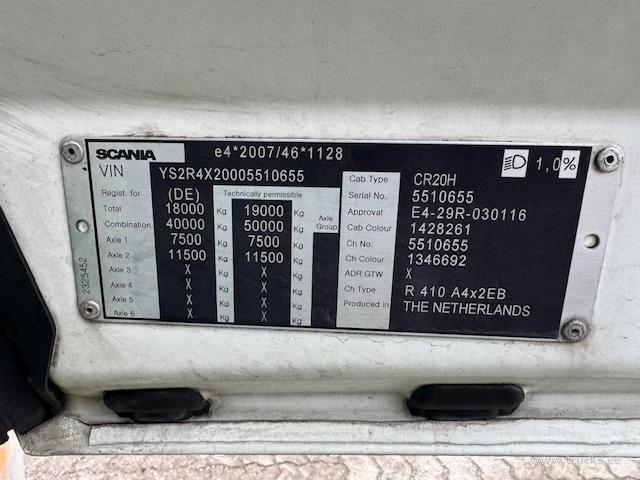 SCANIA e4*2007/46*1128 1,0%
VIN YS2R4X20005510655
Regist. for (DE) Technically permissible
Total 18000 Kg 19000 Kg Axle Group
Combination 40000 Kg 50000 Kg
Axle 1 7500 Kg 7500 Kg
Axle 2 11500 Kg 11500 Kg
Axle 3 X Kg X Kg
Axle 4 X Kg X Kg
Axle 5 X Kg X Kg
Axle 6 X Kg X Kg
Cab Type CR20H
Serial No. 5510655
Approval E4-29R-030116
Cab Colour 1428261
Ch No. 5510655
Ch Colour 1346692
ADR GTW X
Ch Type R 410 A4x2EB
Produced in THE NETHERLANDS
2325452
www.trucks.ee